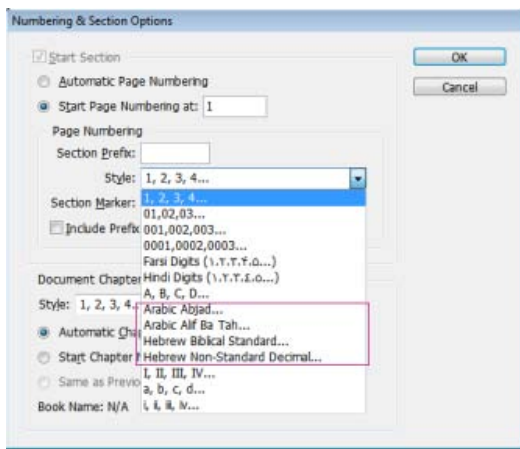 Numbering & Section Options
Start Section
OK
Automatic Page Numbering
Cancel
Start Page Numbering at: 1
Page Numbering
Section Prefix:
Style: 1, 2, 3, 4...
Section Marker:
1, 2, 3, 4...
01,02,03...
Include Prefix
001,002,003...
0001,0002,0003...
Farsi Digits (۱،۲،۳،۴،۵...)
Hindi Digits (١،٢،٣،٤،٥...)
Document Chapter
A, B, C, D...
Style: 1, 2, 3, 4..
Arabic Abjad...
Arabic Alif Ba Tah...
Automatic Cha
Hebrew Biblical Standard...
Start Chapter
Hebrew Non-Standard Decimal...
I, II, III, IV...
Same as Previo
a, b, c, d...
Book Name: N/A
i, ii, iii, iv...